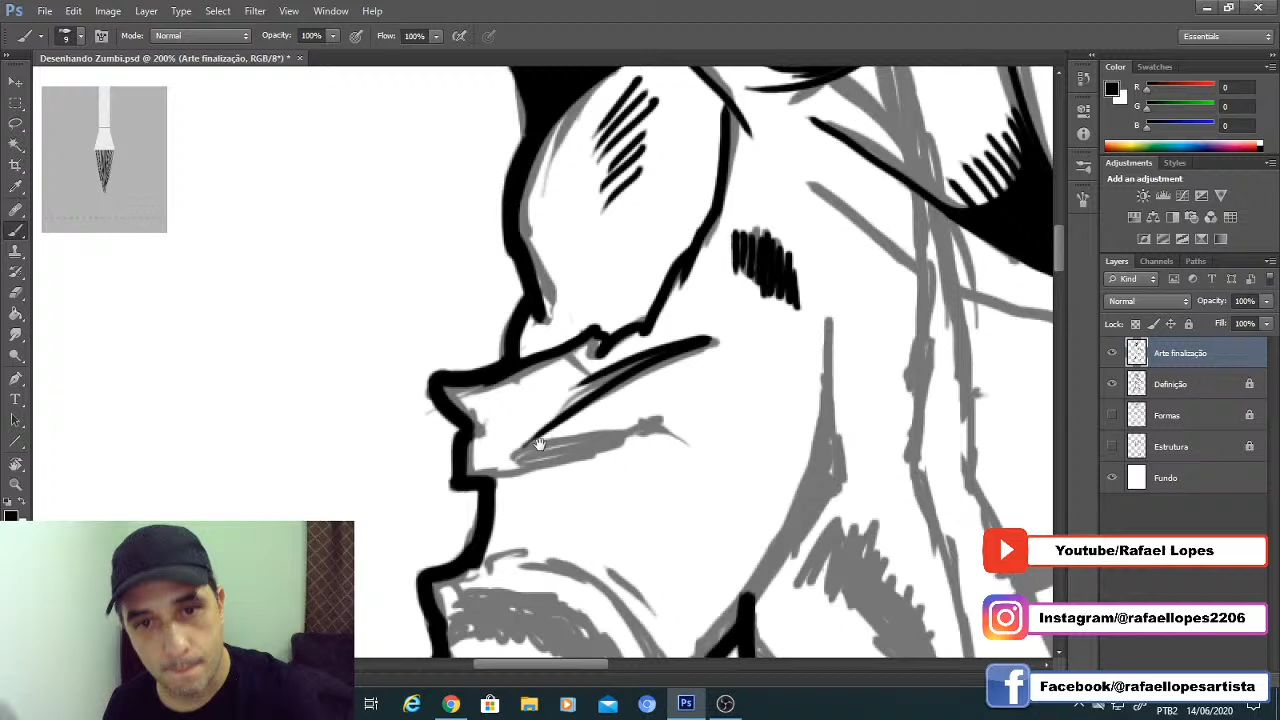 Ps File Edit Image Layer Type Select Filter View Window Help
9 Mode: Normal Opacity: 100% Flow: 100% Essentials
Desenhando Zumbi.psd @ 200% (Arte finalização, RGB/8*) * ×
Color Swatches
R 0
G 0
B 0
Adjustments Styles
Add an adjustment
Layers Channels Paths
Kind
Normal Opacity: 100%
Lock: Fill: 100%
Arte finalização
Definição
Formas
Estrutura
Fundo
Youtube/Rafael Lopes
Instagram/@rafaellopes2206
Facebook/@rafaellopesartista
Ps PTB2 14/06/2020